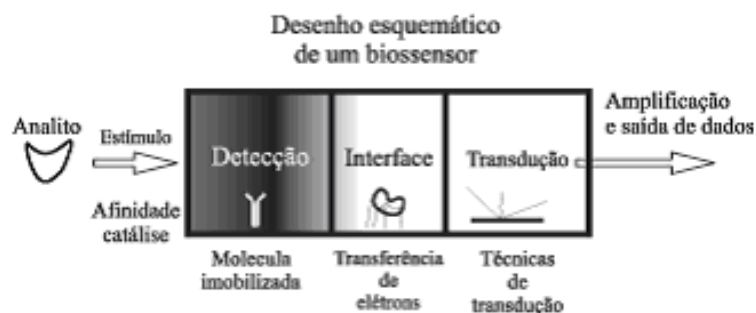 Desenho esquemático
de um biossensor
Analito
Estímulo
Afinidade
catálise
Detecção
Interface
Transdução
Amplificação
e saída de dados
Molecula
imobilizada
Transferência
de
elétrons
Técnicas
de
transdução